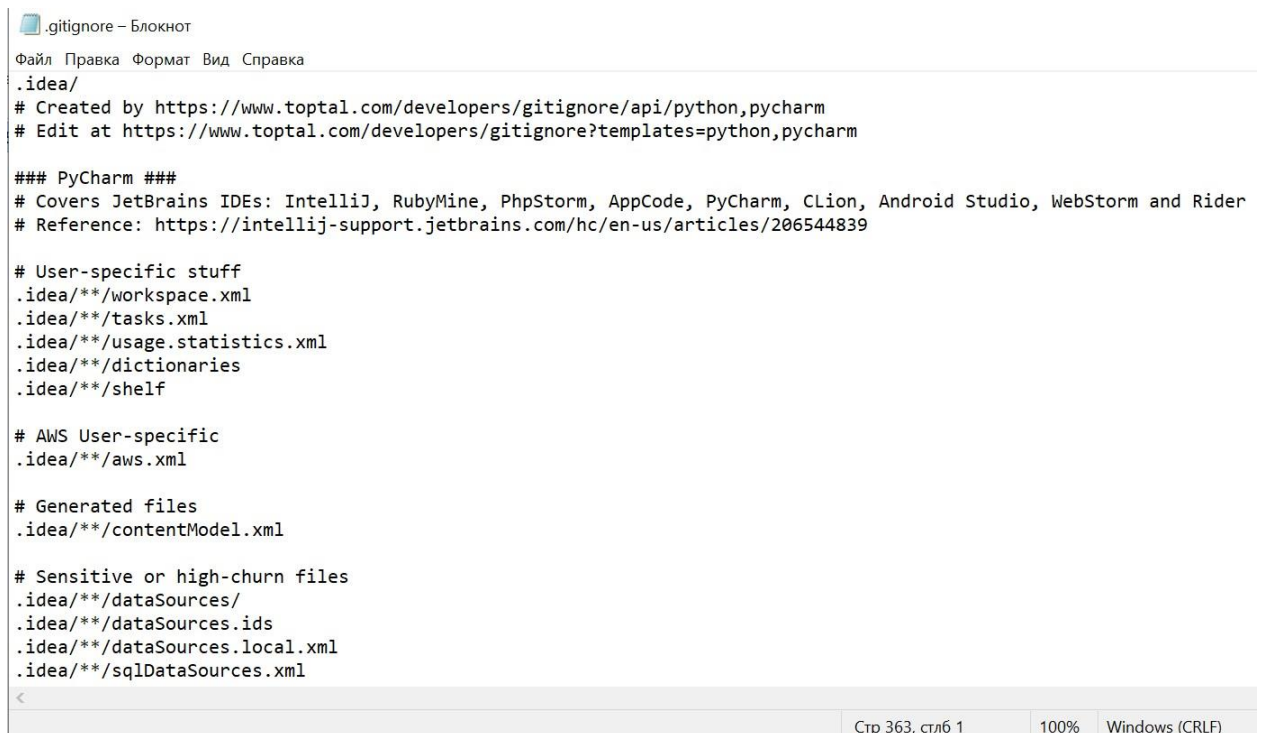 .gitignore – Блокнот
Файл Правка Формат Вид Справка
.idea/
# Created by https://www.toptal.com/developers/gitignore/api/python,pycharm
# Edit at https://www.toptal.com/developers/gitignore?templates=python,pycharm
### PyCharm ###
# Covers JetBrains IDEs: IntelliJ, RubyMine, PhpStorm, AppCode, PyCharm, CLion, Android Studio, WebStorm and Rider
# Reference: https://intellij-support.jetbrains.com/hc/en-us/articles/206544839
# User-specific stuff
.idea/**/workspace.xml
.idea/**/tasks.xml
.idea/**/usage.statistics.xml
.idea/**/dictionaries
.idea/**/shelf
# AWS User-specific
.idea/**/aws.xml
# Generated files
.idea/**/contentModel.xml
# Sensitive or high-churn files
.idea/**/dataSources/
.idea/**/dataSources.ids
.idea/**/dataSources.local.xml
.idea/**/sqlDataSources.xml
Стр 363, стлб 1 100% Windows (CRLF)